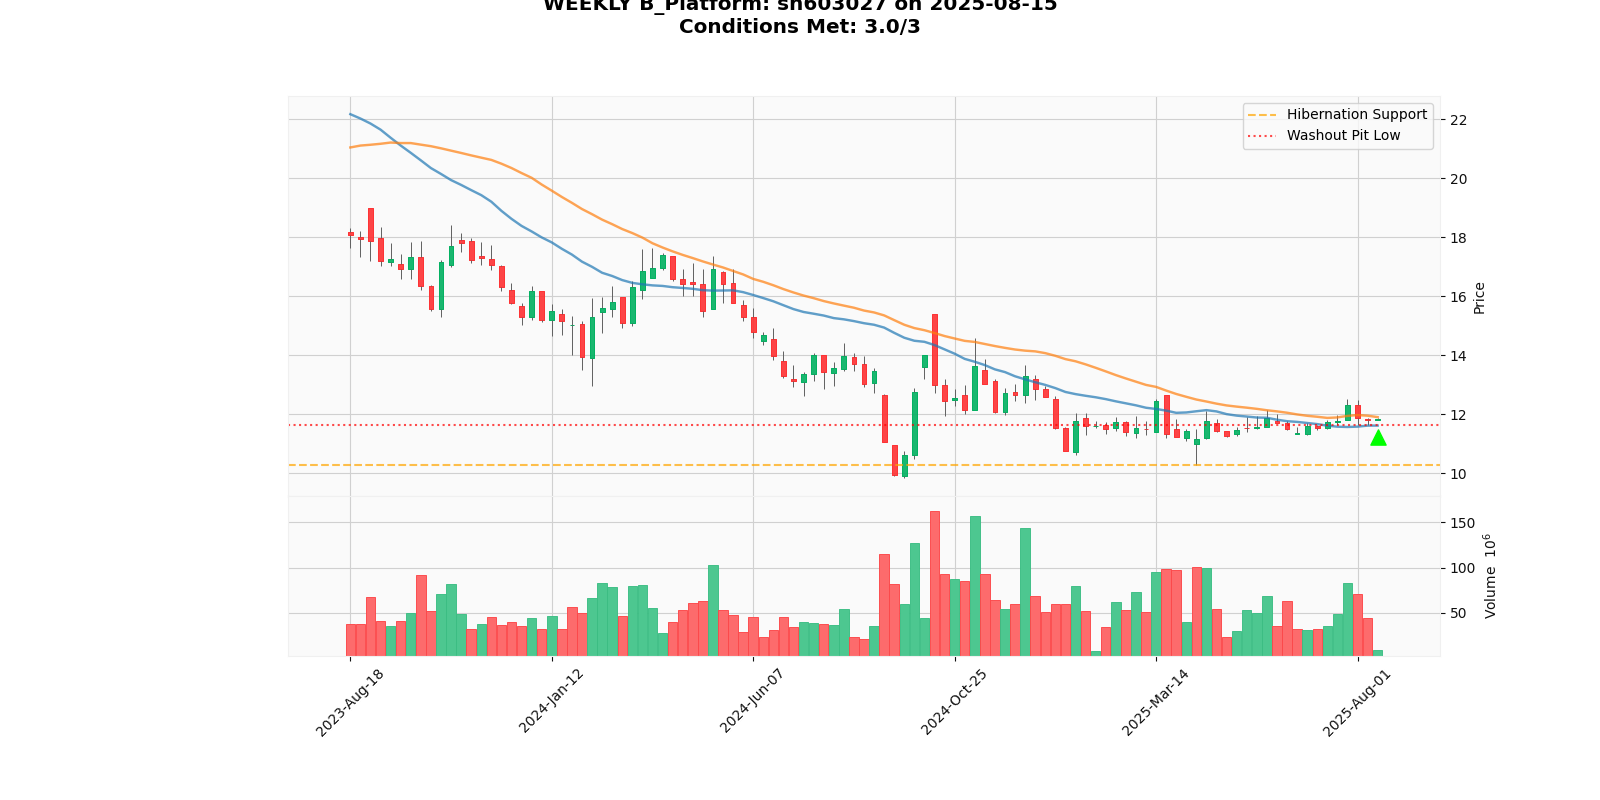 WEEKLY B_Platform: sh603027 on 2025-08-15
Conditions Met: 3.0/3
Hibernation Support
Washout Pit Low
22
20
18
16
14
12
10
Price
150
100
50
Volume 10⁶
2023-Aug-18
2024-Jan-12
2024-Jun-07
2024-Oct-25
2025-Mar-14
2025-Aug-01